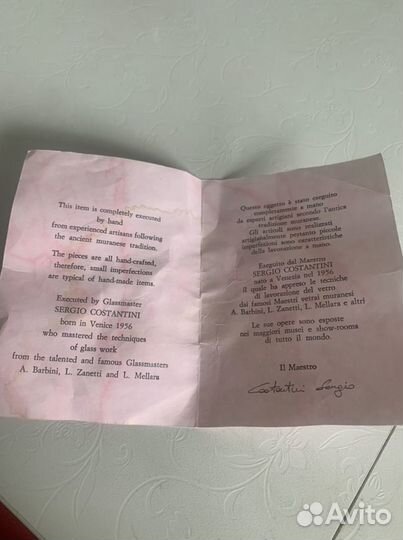 This item is completely executed
by hand
from experienced artisans following
the ancient muranese tradition.
The pieces are all hand-crafted,
therefore, small imperfections
are typical of hand-made items.
Executed by Glassmaster
SERGIO COSTANTINI
born in Venice 1956
who mastered the techniques
of glass work
from the talented and famous Glassmasters
A. Barbini, L. Zanetti and L. Mellara
Questo oggetto è stato eseguito
completamente a mano
da esperti artigiani secondo l'antica
tradizione muranese.
Gli articoli sono realizzati
artigianalmente pertanto piccole
imperfezioni sono caratteristiche
della lavorazione a mano.
Eseguito dal Maestro
SERGIO COSTANTINI
nato a Venezia nel 1956
il quale ha appreso le tecniche
di lavorazione del vetro
dai famosi Maestri vetrai muranesi
A. Barbini, L. Zanetti, L. Mellara e altri
Le sue opere sono esposte
nei maggiori musei e show-rooms
di tutto il mondo.
Il Maestro
Costantini Sergio
Avito